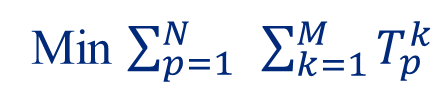 Min ∑_{p=1}^{N} ∑_{k=1}^{M} T_p^k